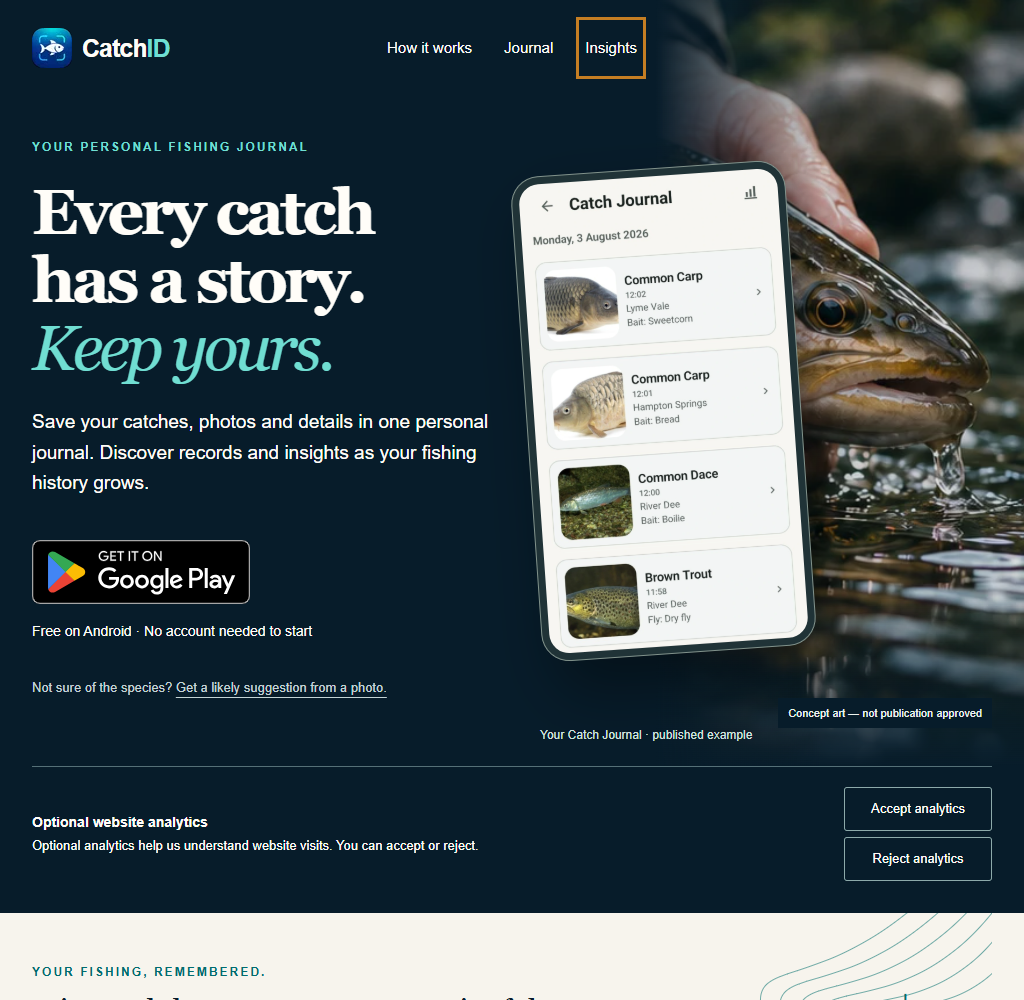 CatchID
How it works
Journal
Insights
YOUR PERSONAL FISHING JOURNAL
Every catch
has a story.
Keep yours.
Save your catches, photos and details in one personal
journal. Discover records and insights as your fishing
history grows.
GET IT ON
Google Play
Free on Android · No account needed to start
Not sure of the species? Get a likely suggestion from a photo.
Catch Journal
Monday, 3 August 2026
Common Carp
12:02
Lyme Vale
Bait: Sweetcorn
Common Carp
12:01
Hampton Springs
Bait: Bread
Common Dace
12:00
River Dee
Bait: Boilie
Brown Trout
11:58
River Dee
Fly: Dry fly
Concept art — not publication approved
Your Catch Journal · published example
Optional website analytics
Optional analytics help us understand website visits. You can accept or reject.
Accept analytics
Reject analytics
YOUR FISHING, REMEMBERED.